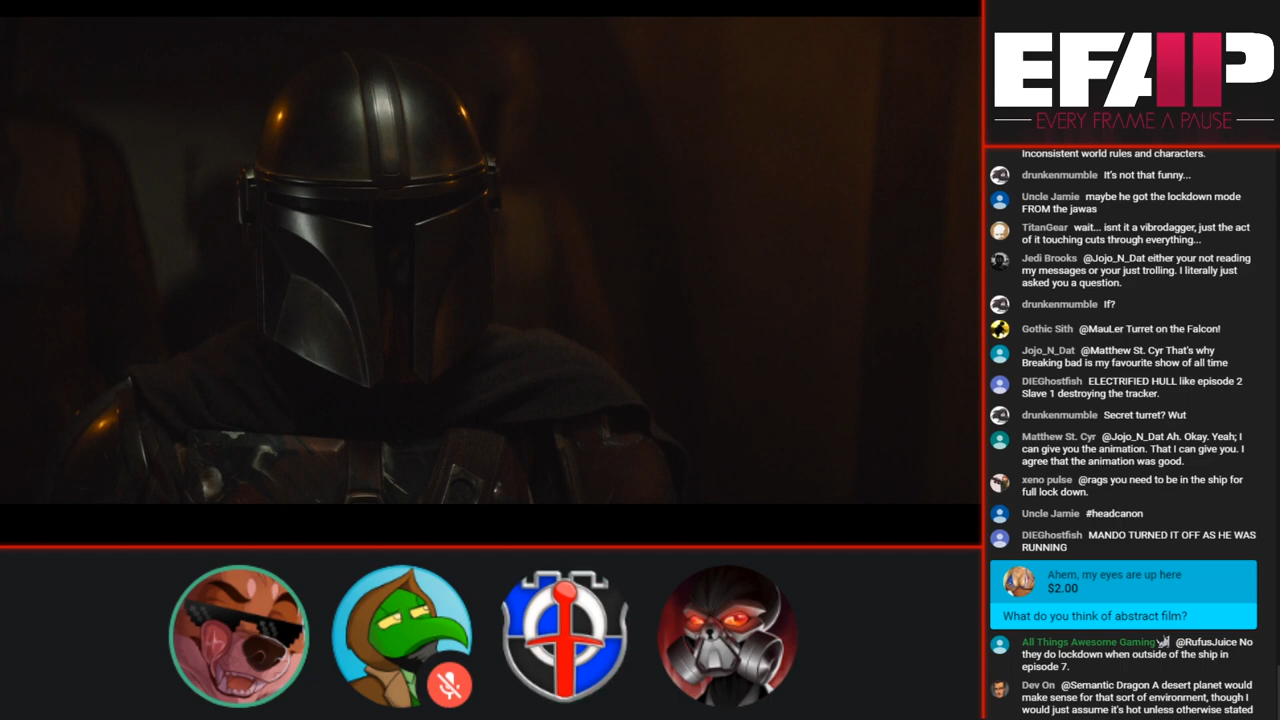 EFAP
EVERY FRAME A PAUSE
Inconsistent world rules and characters.
drunkenmumble It's not that funny...
Uncle Jamie maybe he got the lockdown mode
FROM the jawas
TitanGear wait... isnt it a vibrodagger, just the act
of it touching cuts through everything...
Jedi Brooks @Jojo_N_Dat either your not reading
my messages or your just trolling. I literally just
asked you a question.
drunkenmumble If?
Gothic Sith @MauLer Turret on the Falcon!
Jojo_N_Dat @Matthew St. Cyr That's why
Breaking bad is my favourite show of all time
DIEGhostfish ELECTRIFIED HULL like episode 2
Slave 1 destroying the tracker.
drunkenmumble Secret turret? Wut
Matthew St. Cyr @Jojo_N_Dat Ah. Okay. Yeah; I
can give you the animation. That I can give you. I
agree that the animation was good.
xeno pulse @rags you need to be in the ship for
full lock down.
Uncle Jamie #headcanon
DIEGhostfish MANDO TURNED IT OFF AS HE WAS
RUNNING
Ahem, my eyes are up here
$2.00
What do you think of abstract film?
All Things Awesome Gaming @RufusJuice No
they do lockdown when outside of the ship in
episode 7.
Dev On @Semantic Dragon A desert planet would
make sense for that sort of environment, though I
would just assume it's hot unless otherwise stated